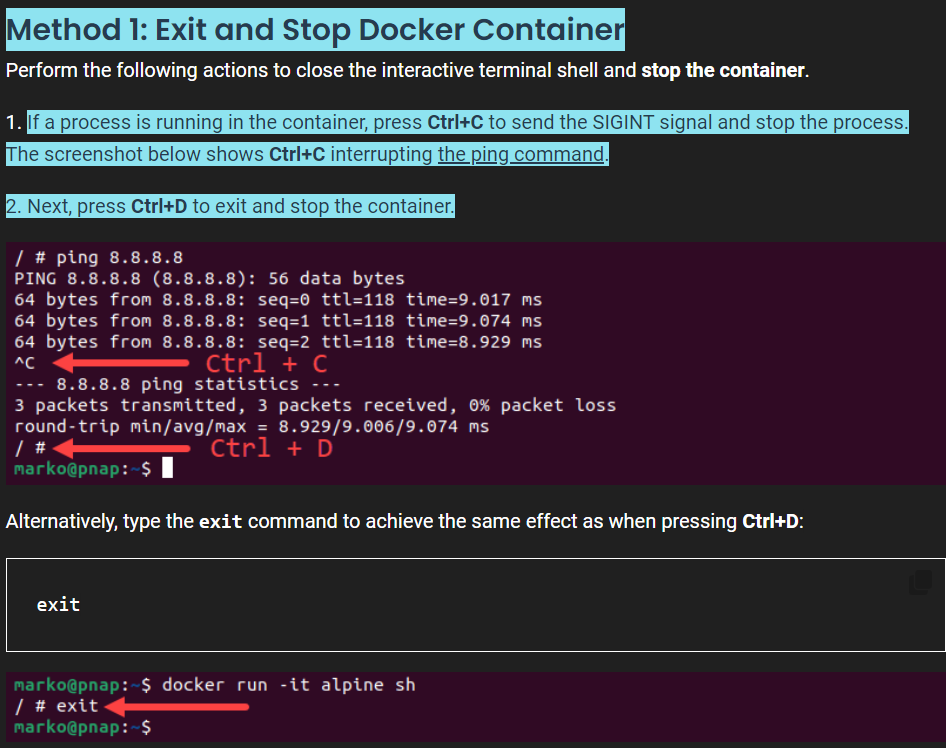 Method 1: Exit and Stop Docker Container
Perform the following actions to close the interactive terminal shell and stop the container.
1. If a process is running in the container, press Ctrl+C to send the SIGINT signal and stop the process.
The screenshot below shows Ctrl+C interrupting the ping command.
2. Next, press Ctrl+D to exit and stop the container.
/ # ping 8.8.8.8
PING 8.8.8.8 (8.8.8.8): 56 data bytes
64 bytes from 8.8.8.8: seq=0 ttl=118 time=9.017 ms
64 bytes from 8.8.8.8: seq=1 ttl=118 time=9.074 ms
64 bytes from 8.8.8.8: seq=2 ttl=118 time=8.929 ms
^C Ctrl + C
--- 8.8.8.8 ping statistics ---
3 packets transmitted, 3 packets received, 0% packet loss
round-trip min/avg/max = 8.929/9.006/9.074 ms
/ # Ctrl + D
marko@pnap:~$
Alternatively, type the exit command to achieve the same effect as when pressing Ctrl+D:
exit
marko@pnap:~$ docker run -it alpine sh
/ # exit
marko@pnap:~$